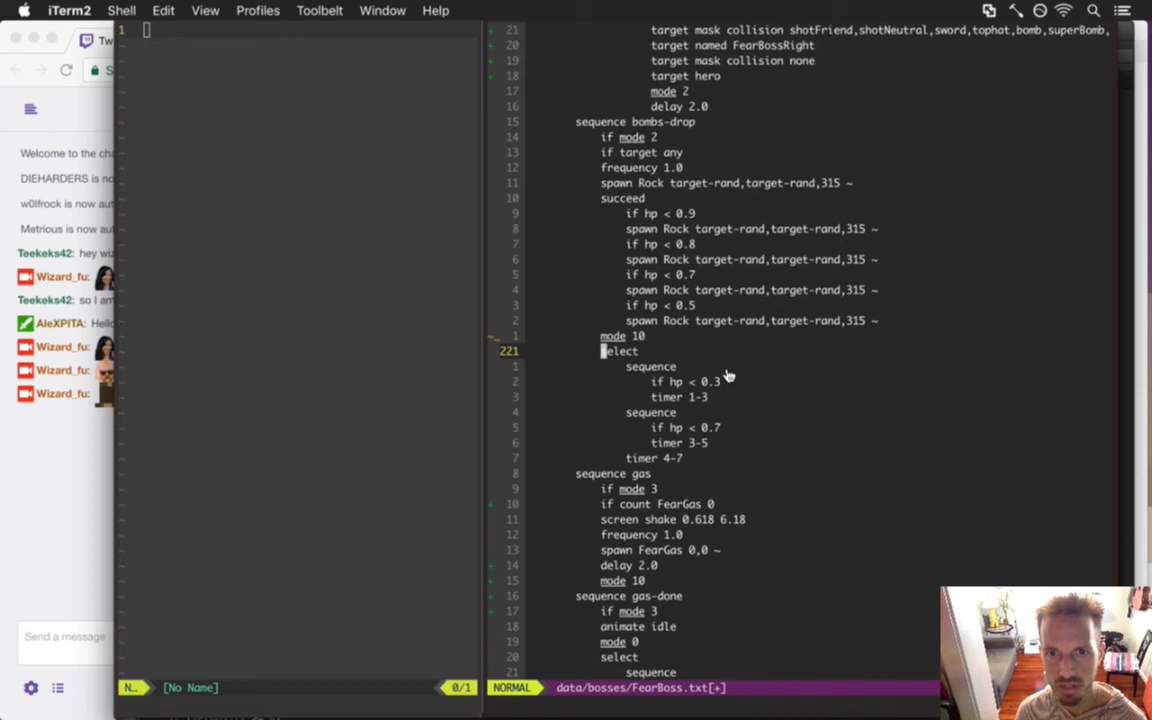 iTerm2 Shell Edit View Profiles Toolbelt Window Help
Tw
S
Welcome to the cha
DIEHARDERS is no
w0lfrock is now aut
Metrious is now aut
Teekeks42: hey wiz
Wizard_fu:
Teekeks42: so I am
AleXPITA: Hello
Wizard_fu:
Wizard_fu:
Wizard_fu:
Send a message
1
N... [No Name] 0/1
21 target mask collision shotFriend,shotNeutral,sword,tophat,bomb,superBomb,
20 target named FearBossRight
19 target mask collision none
18 target hero
17 mode 2
16 delay 2.0
15 sequence bombs-drop
14 if mode 2
13 if target any
12 frequency 1.0
11 spawn Rock target-rand,target-rand,315 ~
10 succeed
9 if hp < 0.9
8 spawn Rock target-rand,target-rand,315 ~
7 if hp < 0.8
6 spawn Rock target-rand,target-rand,315 ~
5 if hp < 0.7
4 spawn Rock target-rand,target-rand,315 ~
3 if hp < 0.5
2 spawn Rock target-rand,target-rand,315 ~
1 mode 10
221 select
1 sequence
2 if hp < 0.3
3 timer 1-3
4 sequence
5 if hp < 0.7
6 timer 3-5
7 timer 4-7
8 sequence gas
9 if mode 3
10 if count FearGas 0
11 screen shake 0.618 6.18
12 frequency 1.0
13 spawn FearGas 0,0 ~
14 delay 2.0
15 mode 10
16 sequence gas-done
17 if mode 3
18 animate idle
19 mode 0
20 select
21 sequence
NORMAL data/bosses/FearBoss.txt[+]